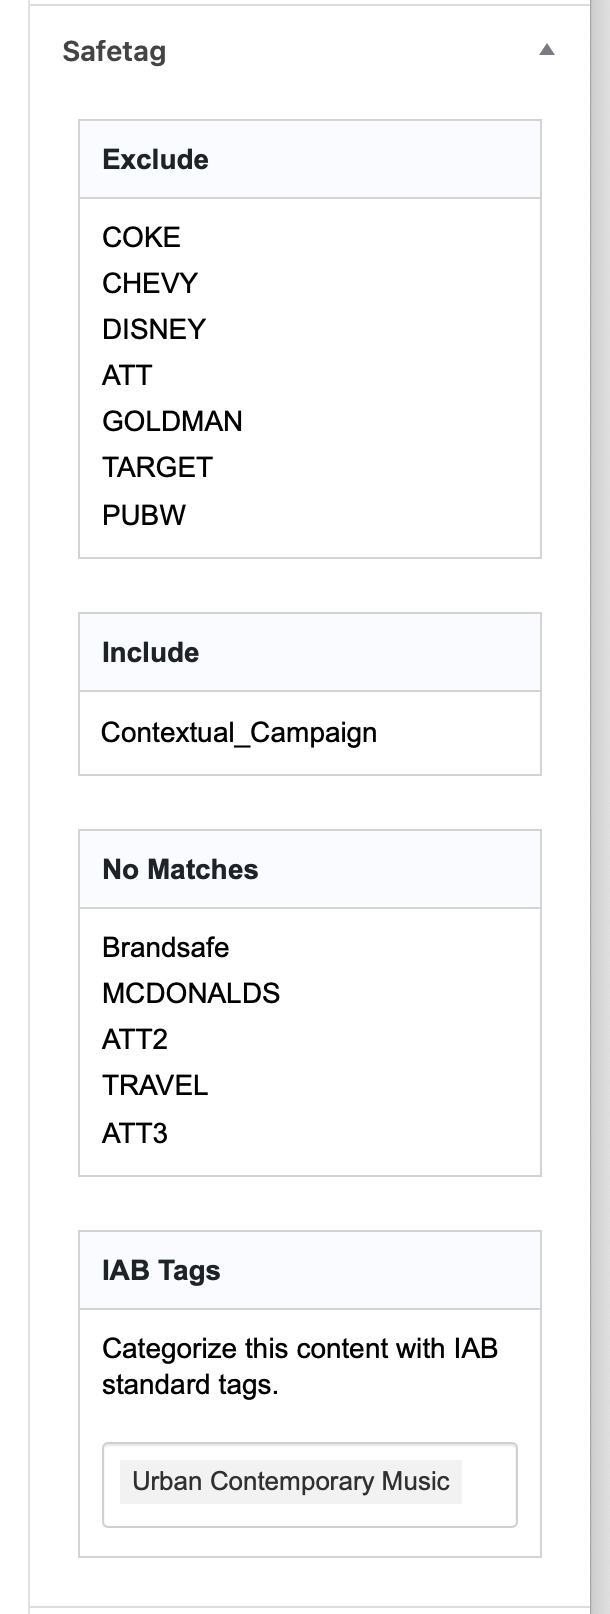 Safetag
Exclude
COKE
CHEVY
DISNEY
ATT
GOLDMAN
TARGET
PUBW
Include
Contextual_Campaign
No Matches
Brandsafe
MCDONALDS
ATT2
TRAVEL
ATT3
IAB Tags
Categorize this content with IAB
standard tags.
Urban Contemporary Music